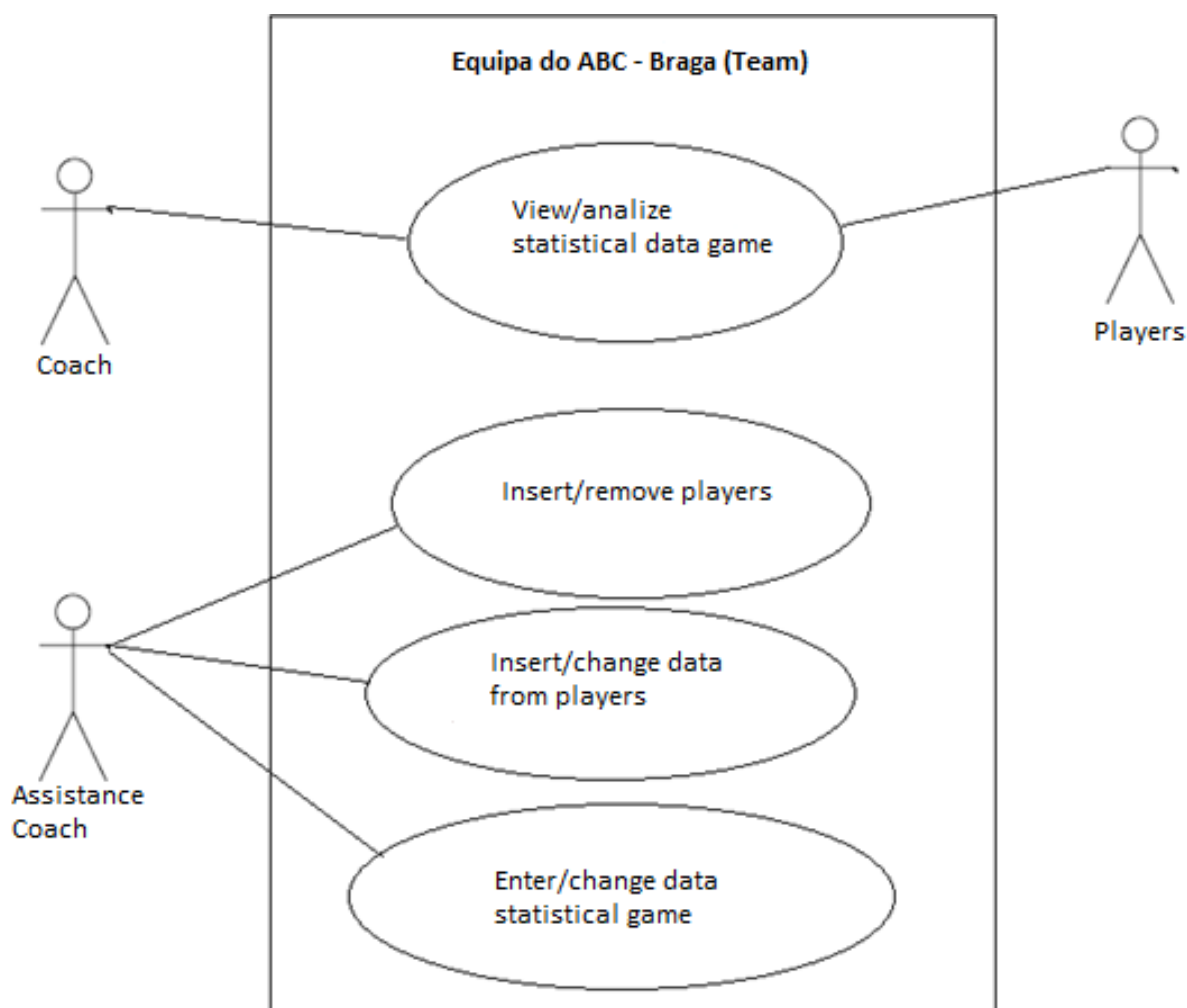 Equipa do ABC - Braga (Team)
View/analize
statistical data game
Coach
Players
Insert/remove players
Insert/change data
from players
Assistance
Coach
Enter/change data
statistical game